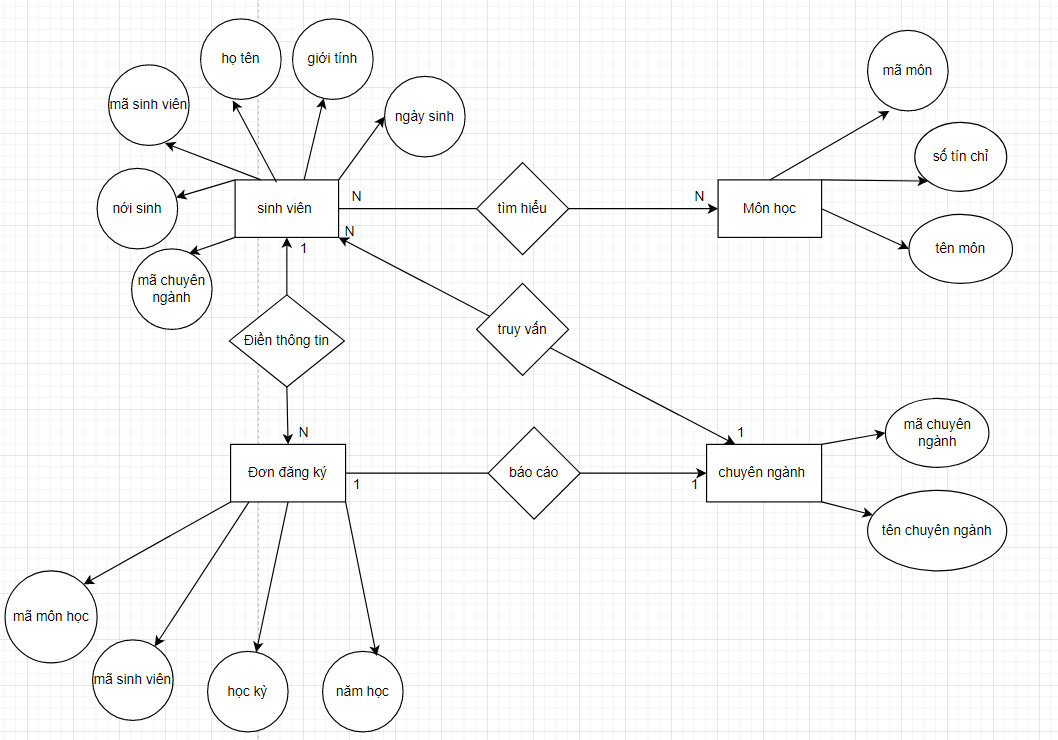 họ tên
giới tính
mã môn
mã sinh viên
ngày sinh
số tín chỉ
nới sinh
sinh viên
N
tìm hiểu
N
Môn học
N
1
tên môn
mã chuyên
ngành
Điền thông tin
truy vấn
N
1
mã chuyên
ngành
Đơn đăng ký
1
báo cáo
1
chuyên ngành
tên chuyên ngành
mã môn học
mã sinh viên
học kỳ
năm học